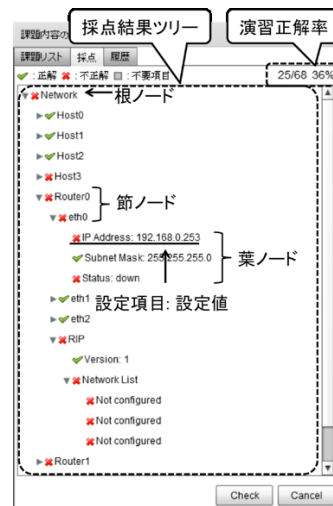 採点結果ツリー
演習正解率
課題内容の
課題リスト 採点 履歴
:正解 :不正解 :不要項目 25/68 36%
Network 根ノード
Host0
Host1
Host2
Host3
Router0
節ノード
eth0
IP Address: 192.168.0.253
Subnet Mask: 255.255.255.0
葉ノード
Status: down
eth1
設定項目: 設定値
eth2
RIP
Version: 1
Network List
Not configured
Not configured
Not configured
Router1
Check Cancel